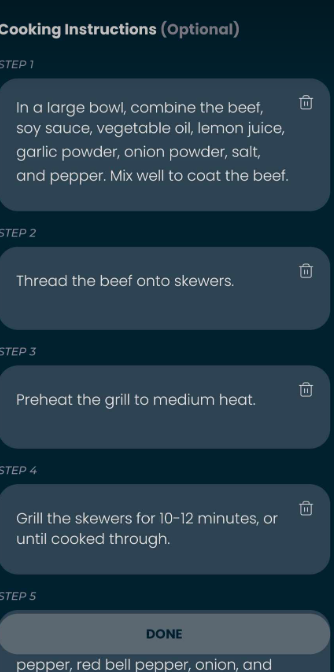 Cooking Instructions (Optional)
STEP 1
In a large bowl, combine the beef,
soy sauce, vegetable oil, lemon juice,
garlic powder, onion powder, salt,
and pepper. Mix well to coat the beef.
STEP 2
Thread the beef onto skewers.
STEP 3
Preheat the grill to medium heat.
STEP 4
Grill the skewers for 10-12 minutes, or
until cooked through.
STEP 5
DONE
pepper, red bell pepper, onion, and